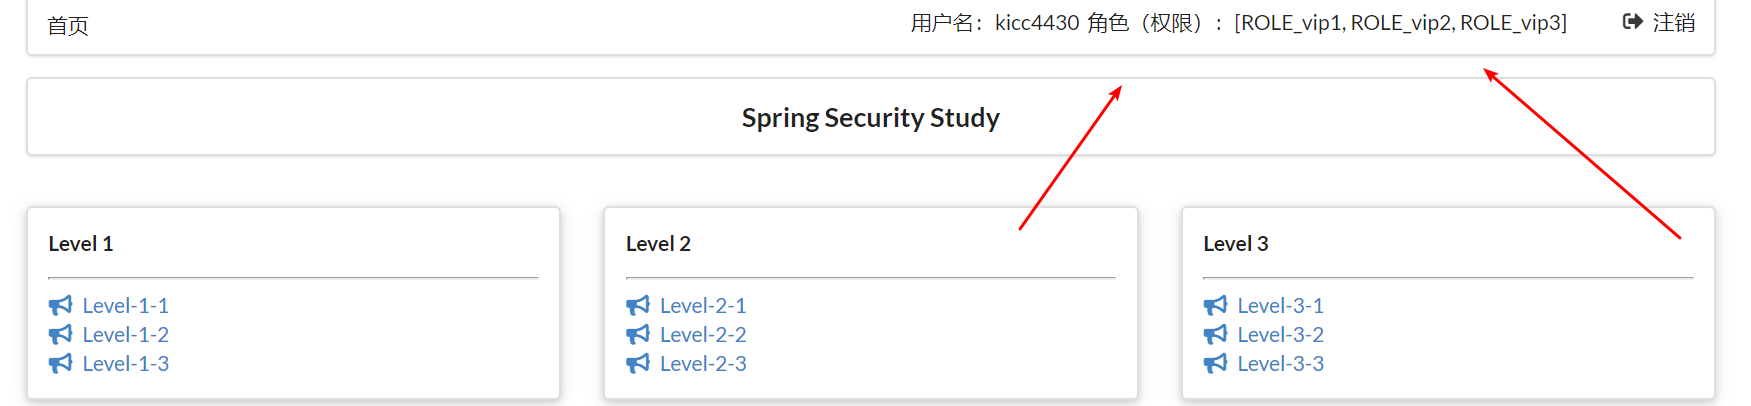 首页
用户名：kicc4430 角色（权限）：[ROLE_vip1, ROLE_vip2, ROLE_vip3]
注销
Spring Security Study
Level 1
Level-1-1
Level-1-2
Level-1-3
Level 2
Level-2-1
Level-2-2
Level-2-3
Level 3
Level-3-1
Level-3-2
Level-3-3